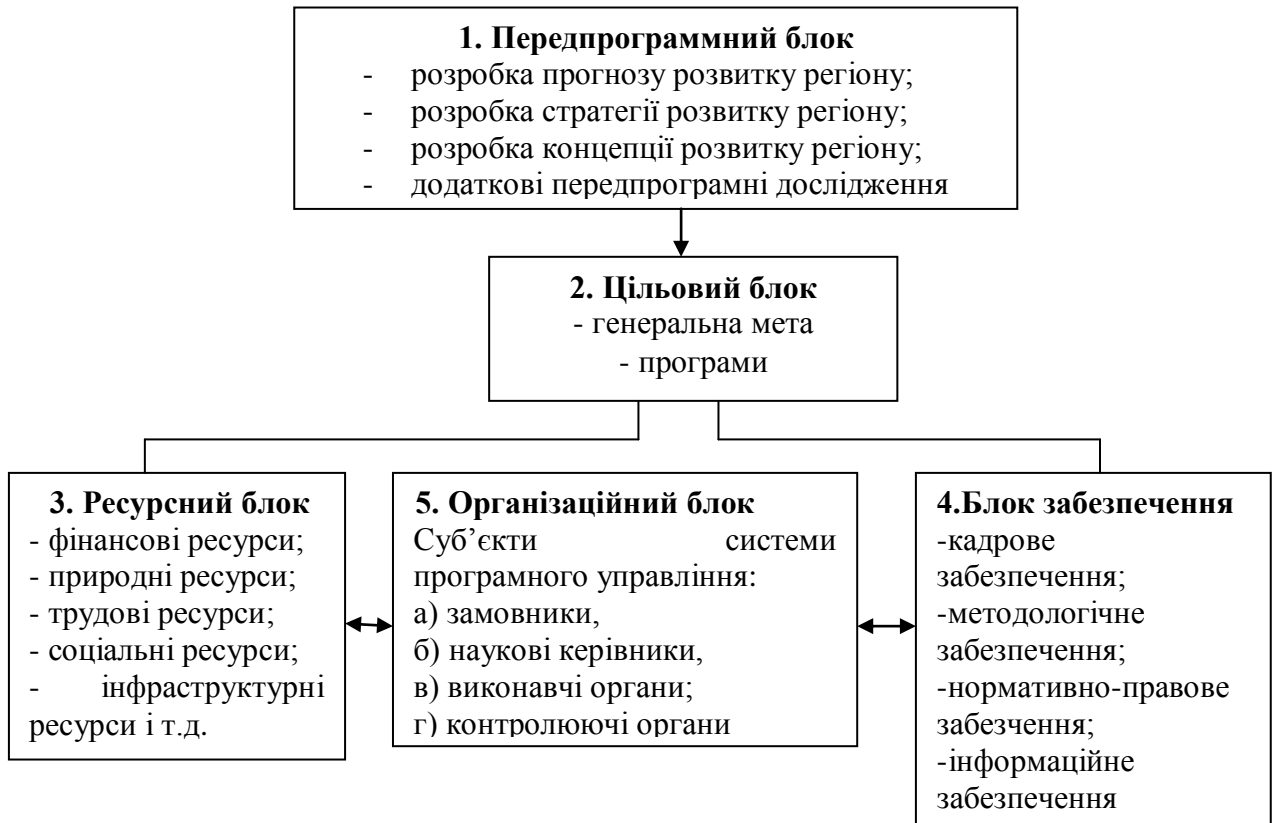 1. Передпрограммний блок
- розробка прогнозу розвитку регіону;
- розробка стратегії розвитку регіону;
- розробка концепції розвитку регіону;
- додаткові передпрограмні дослідження
2. Цільовий блок
- генеральна мета
- програми
3. Ресурсний блок
- фінансові ресурси;
- природні ресурси;
- трудові ресурси;
- соціальні ресурси;
- інфраструктурні
ресурси і т.д.
5. Організаційний блок
Суб’єкти системи
програмного управління:
а) замовники,
б) наукові керівники,
в) виконавчі органи;
г) контролюючі органи
4.Блок забезпечення
-кадрове
забезпечення;
-методологічне
забезпечення;
-нормативно-правове
забезчення;
-інформаційне
забезпечення